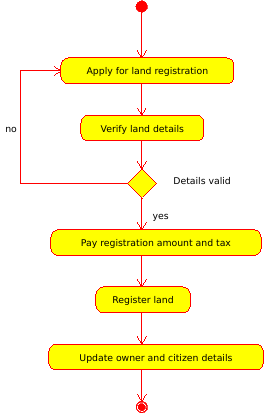 Apply for land registration
no
Verify land details
Details valid
yes
Pay registration amount and tax
Register land
Update owner and citizen details